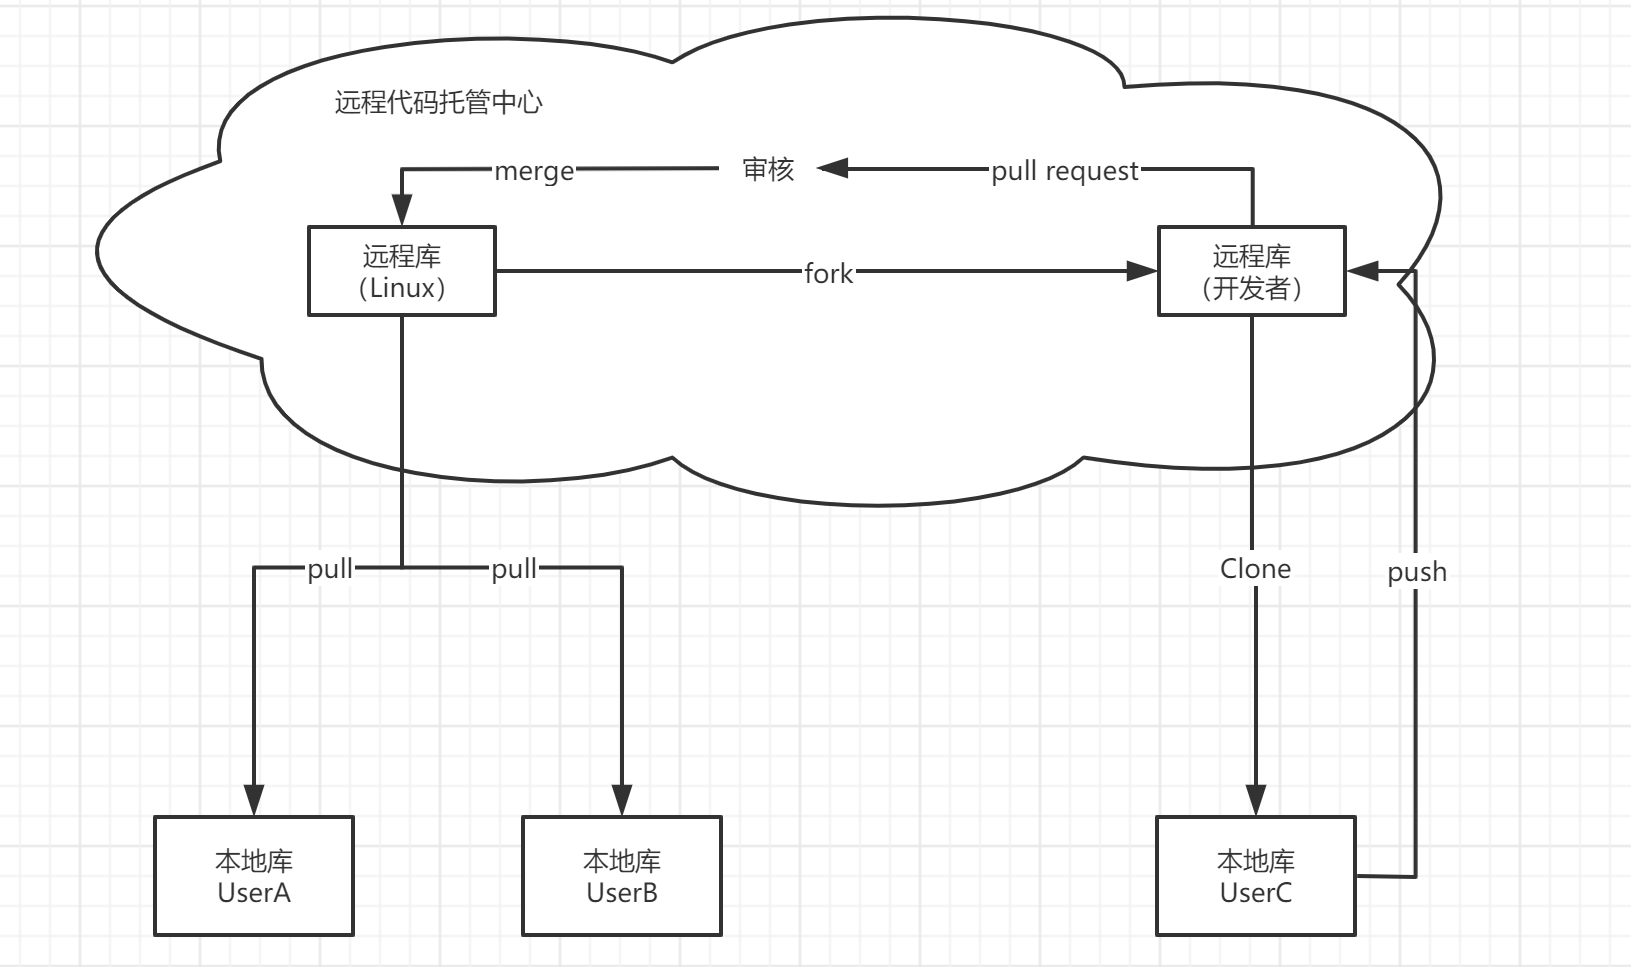 远程代码托管中心
merge
审核
pull request
远程库
（Linux）
fork
远程库
（开发者）
pull
pull
Clone
push
本地库
UserA
本地库
UserB
本地库
UserC